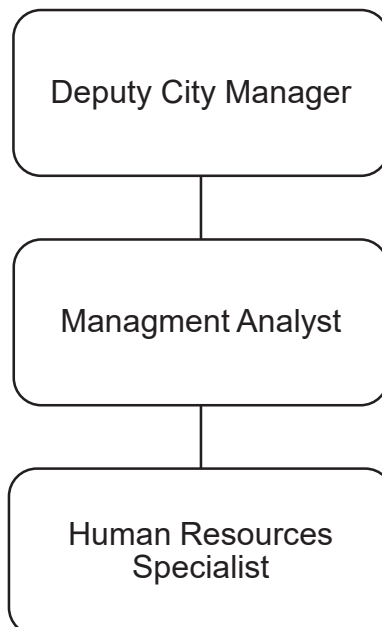 Deputy City Manager
Managment Analyst
Human Resources
Specialist